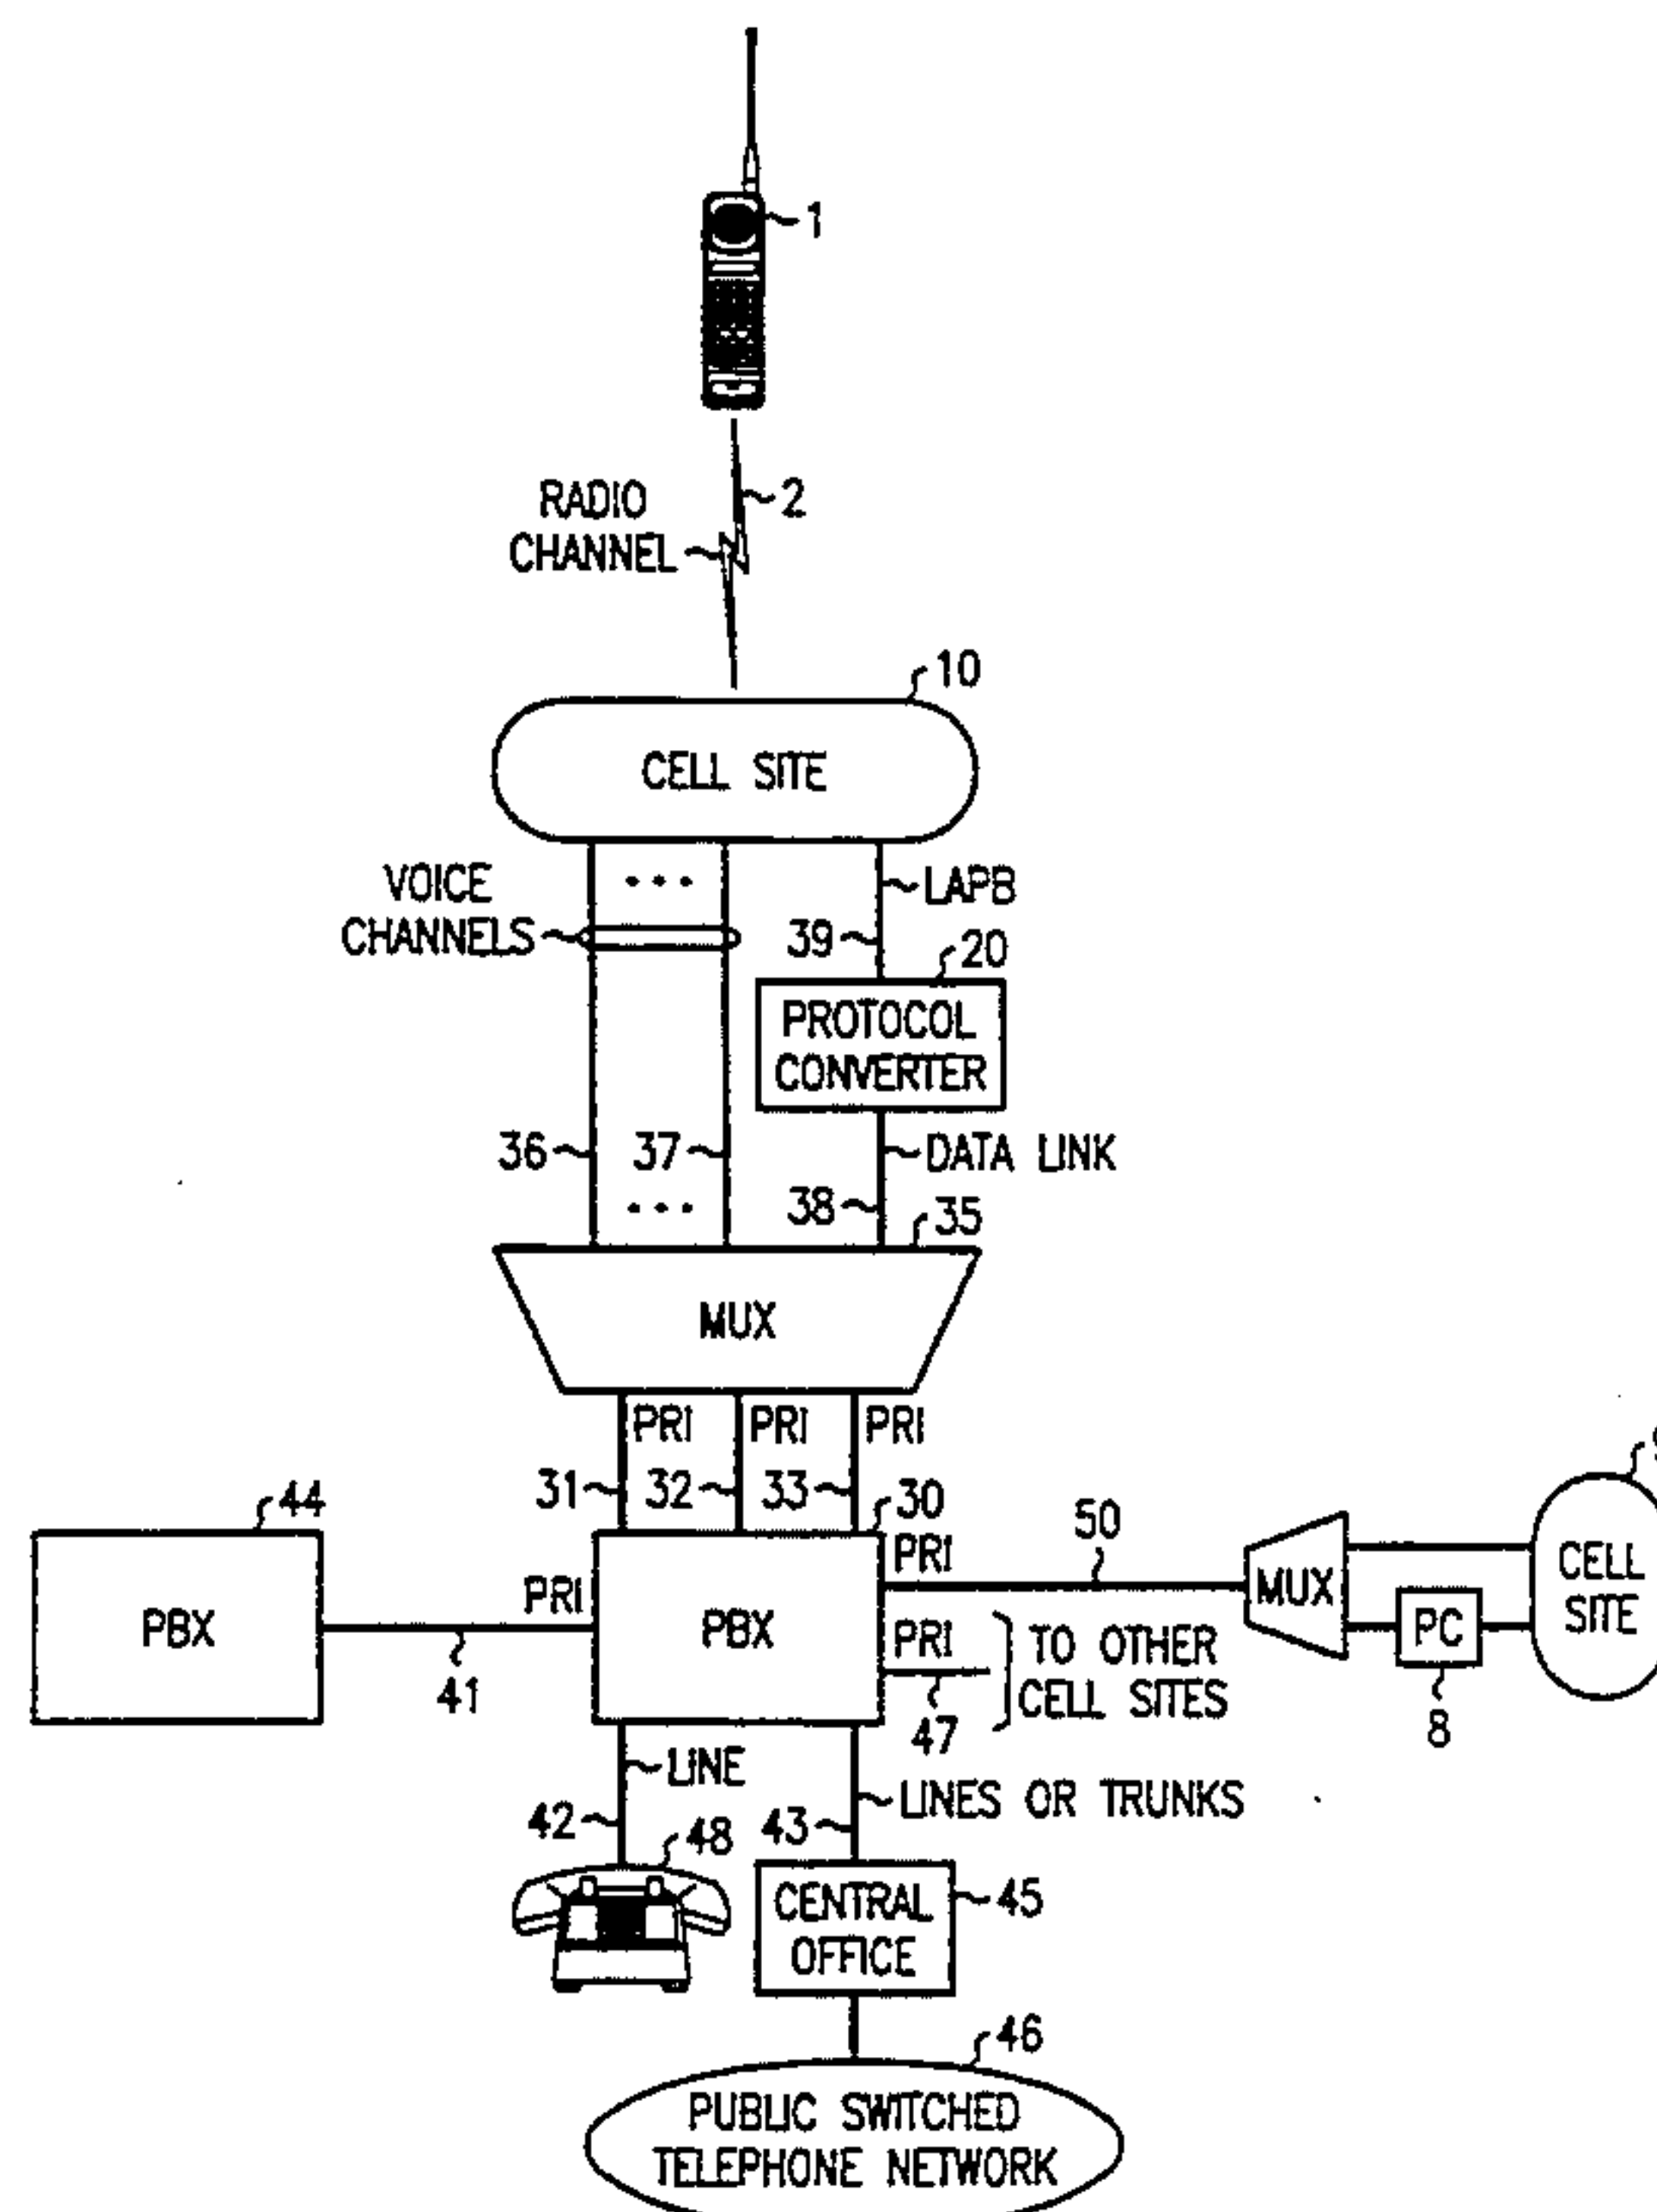 1
RADIO
CHANNEL
2
10
CELL SITE
VOICE
CHANNELS
LAPB
39
20
PROTOCOL
CONVERTER
36
37
DATA LINK
38
35
MUX
PRI
PRI
PRI
31
32
33
30
44
PBX
PRI
41
PBX
PRI
50
MUX
PC
8
CELL
SITE
PRI
47
TO OTHER
CELL SITES
LINE
42
48
LINES OR TRUNKS
43
CENTRAL
OFFICE
45
46
PUBLIC SWITCHED
TELEPHONE NETWORK